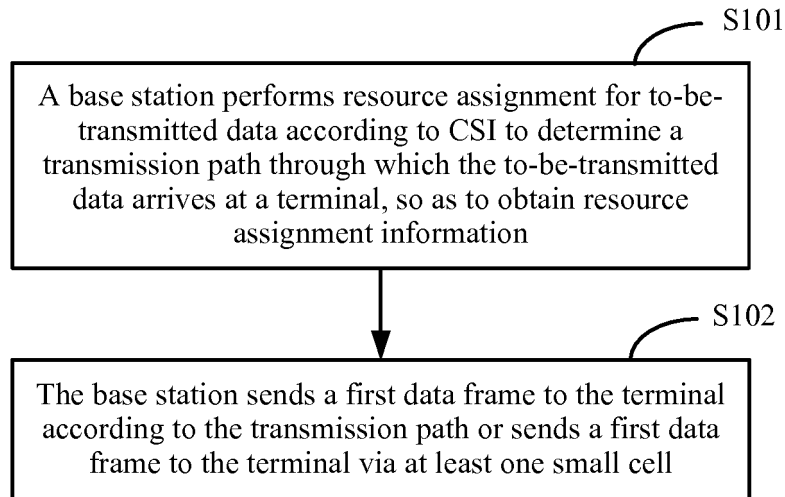 S101
A base station performs resource assignment for to-be-
transmitted data according to CSI to determine a
transmission path through which the to-be-transmitted
data arrives at a terminal, so as to obtain resource
assignment information
S102
The base station sends a first data frame to the terminal
according to the transmission path or sends a first data
frame to the terminal via at least one small cell